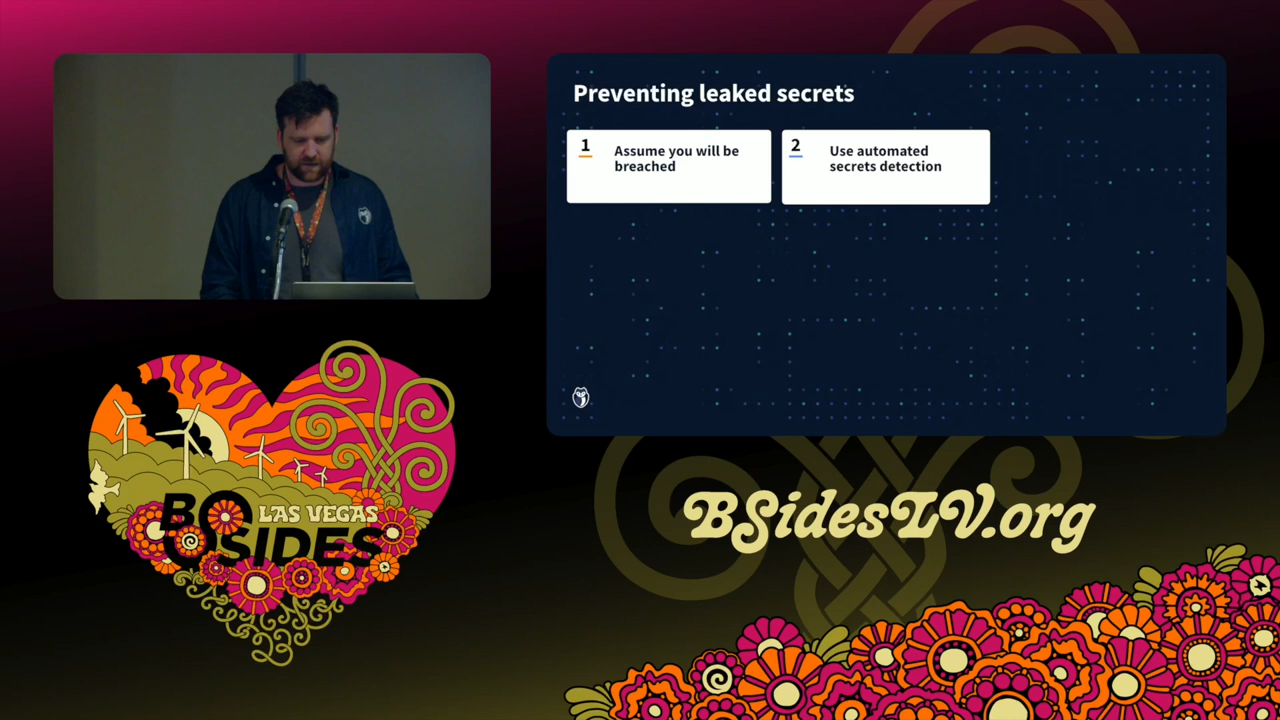 Preventing leaked secrets
1
Assume you will be
breached
2
Use automated
secrets detection
LAS VEGAS
BSIDES
23
BSidesLV.org